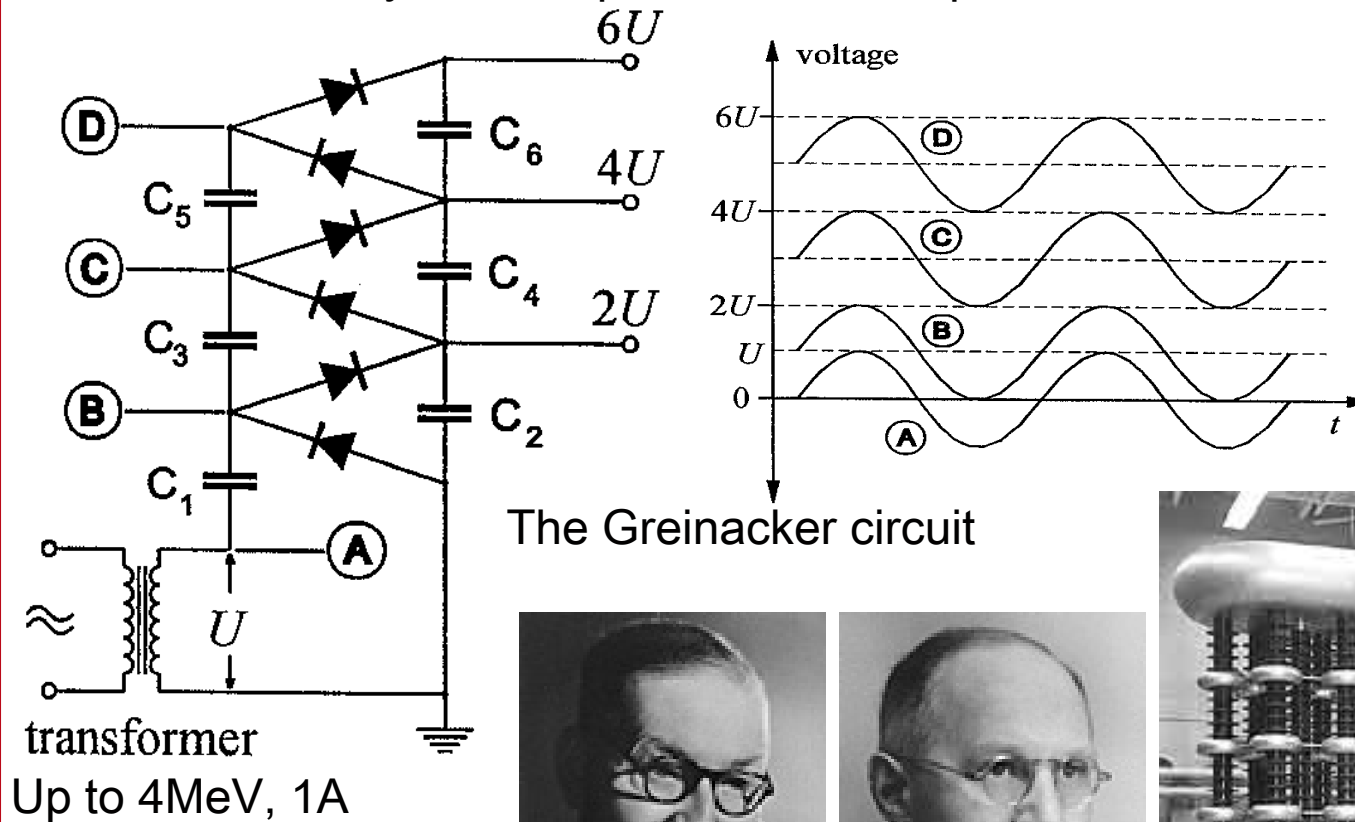 6U
4U
2U
D
C
B
A
C5
C3
C1
C6
C4
C2
U
transformer
Up to 4MeV, 1A
voltage
6U
4U
2U
U
0
D
C
B
A
t
The Greinacker circuit